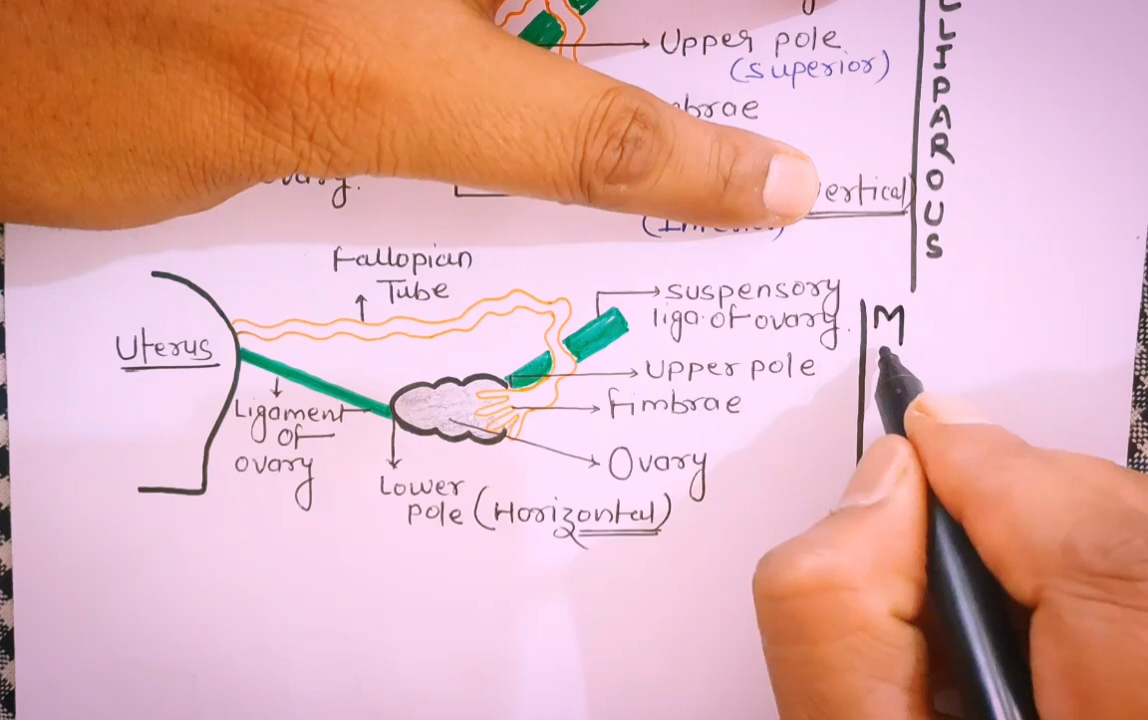 Upper pole
(Superior)
ertical)
LIPAROUS
Fallopian
Tube
suspensory
liga. of ovary.
Uterus
Upper pole
Fimbrae
Ligament
of
ovary
Ovary
Lower
pole (Horizontal)
M